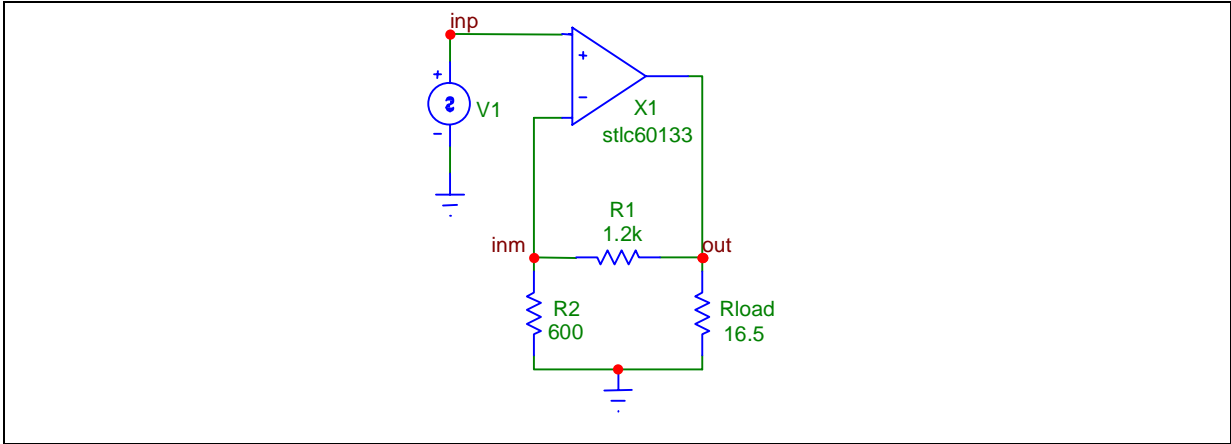 inp
+
+
-
V1
-
X1
stlc60133
R1
1.2k
inm
out
R2
600
Rload
16.5